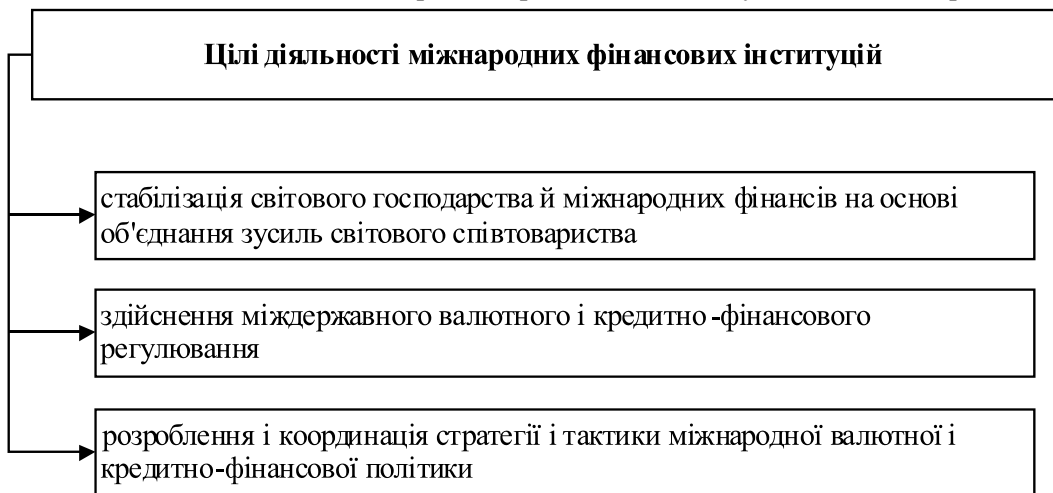 Цілі діяльності міжнародних фінансових інституцій
стабілізація світового господарства й міжнародних фінансів на основі
об'єднання зусиль світового співтовариства
здійснення міждержавного валютного і кредитно-фінансового
регулювання
розроблення і координація стратегії і тактики міжнародної валютної і
кредитно-фінансової політики